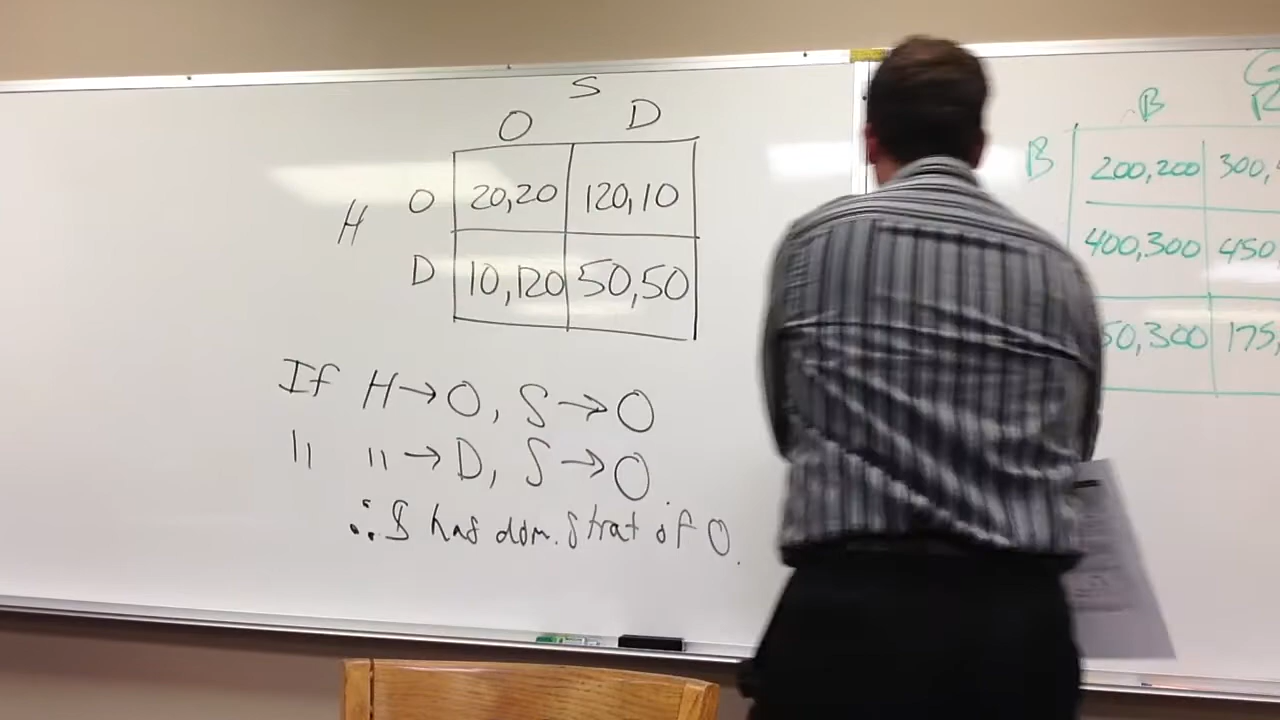 S
O D
H O 20,20 120,10
D 10,120 50,50
If H→O, S→O
" "→D, S→O.
∴ S has dom. Strat of O.
B
B 200,200 300,
400,300 450,
50,300 175,